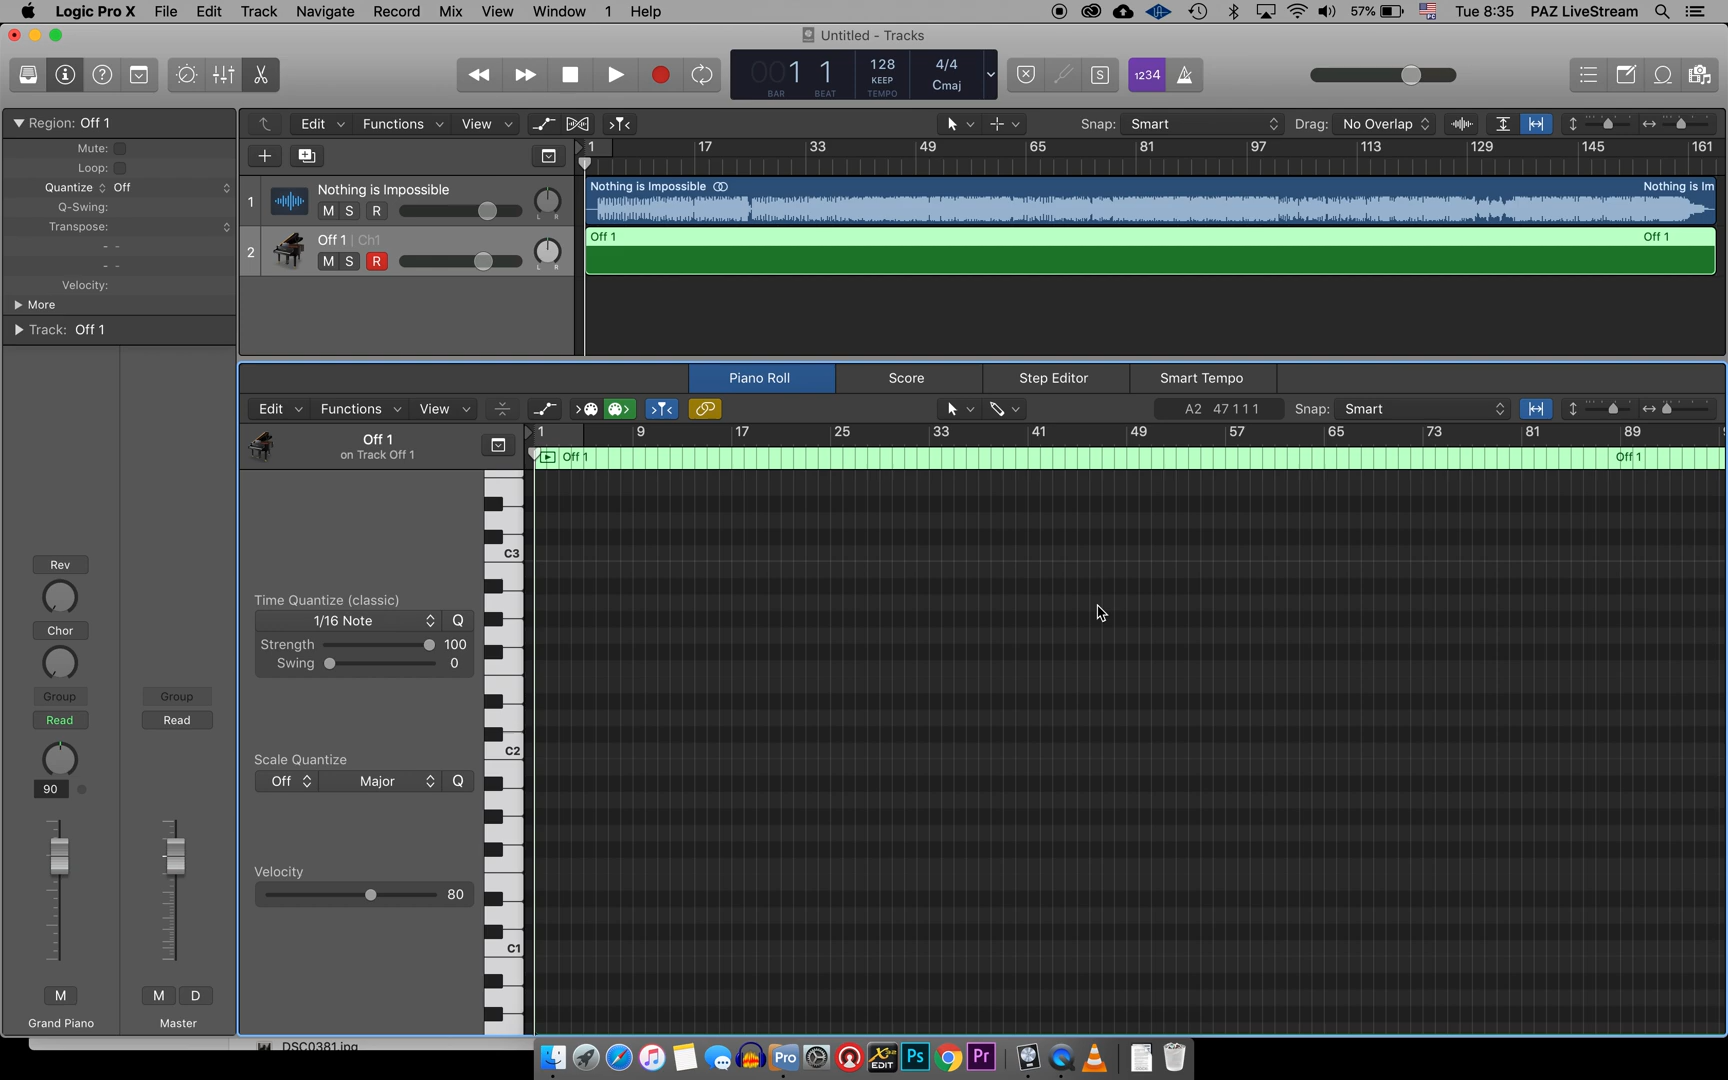 Logic Pro X File Edit Track Navigate Record Mix View Window 1 Help 57% Tue 8:35 PAZ LiveStream
Untitled - Tracks
001 1 128 4/4
KEEP Cmaj
BAR BEAT TEMPO
S 1234
Region: Off 1
Edit Functions View Snap: Smart Drag: No Overlap
Mute:
Loop:
Quantize Off
Q-Swing:
Transpose:
- -
- -
Velocity:
More
Track: Off 1
1 17 33 49 65 81 97 113 129 145 161
1 Nothing is Impossible
M S R L R
Nothing is Impossible Nothing is Im
2 Off 1 | Ch1
M S R L R
Off 1 Off 1
Piano Roll Score Step Editor Smart Tempo
Edit Functions View A2 47 1 1 1 Snap: Smart
Off 1
on Track Off 1
1 9 17 25 33 41 49 57 65 73 81 89
Off 1 Off 1
C3
Time Quantize (classic)
1/16 Note Q
Strength 100
Swing 0
C2
Scale Quantize
Off Major Q
Velocity
80
C1
Rev
Chor
Group Group
Read Read
90
M M D
Grand Piano Master
DSC0381.jpg
Pro EDIT Ps Pr